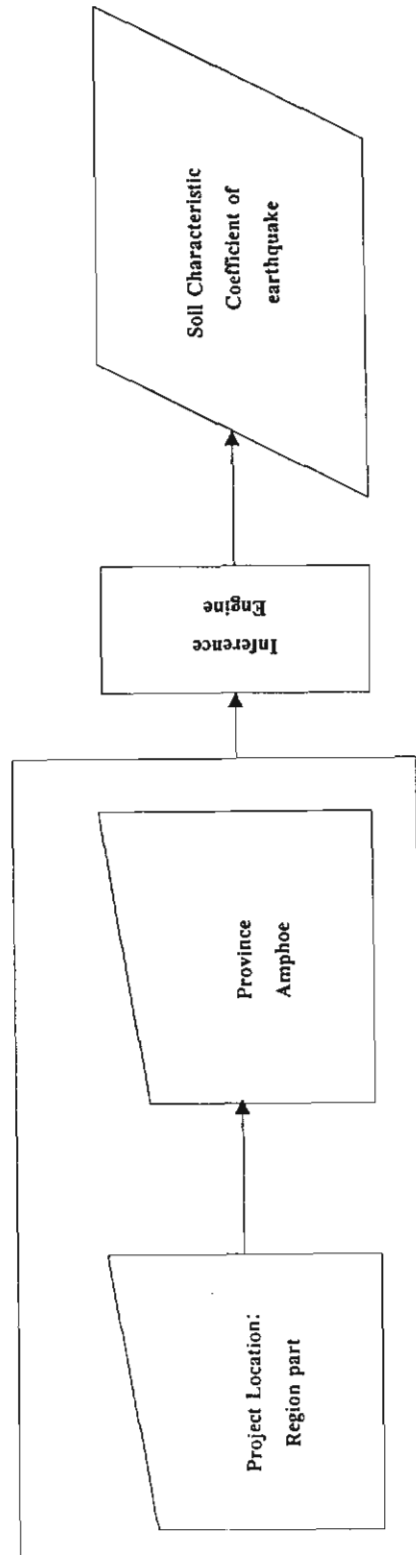 Project Location:
Region part
Province
Amphoe
Inference
Engine
Soil Characteristic
Coefficient of
earthquake